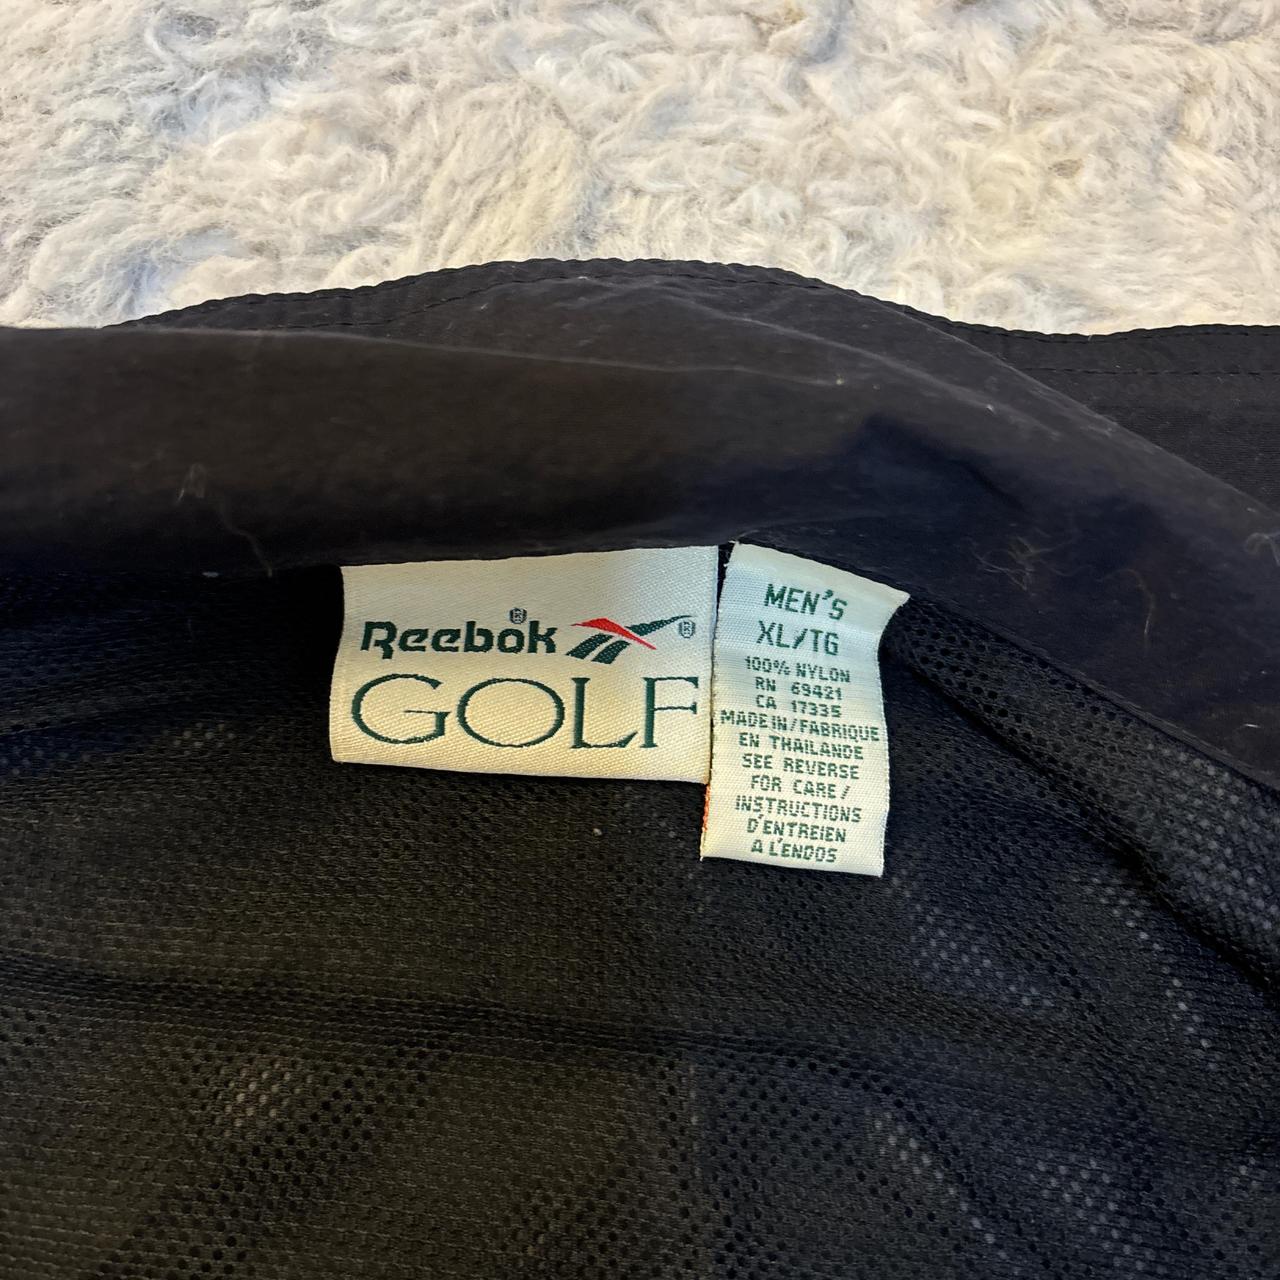 Reebok® ®
GOLF
MEN'S
XL/TG
100% NYLON
RN 69421
CA 17335
MADE IN/FABRIQUE
EN THAILANDE
SEE REVERSE
FOR CARE/
INSTRUCTIONS
D'ENTREIEN
A L'ENDOS